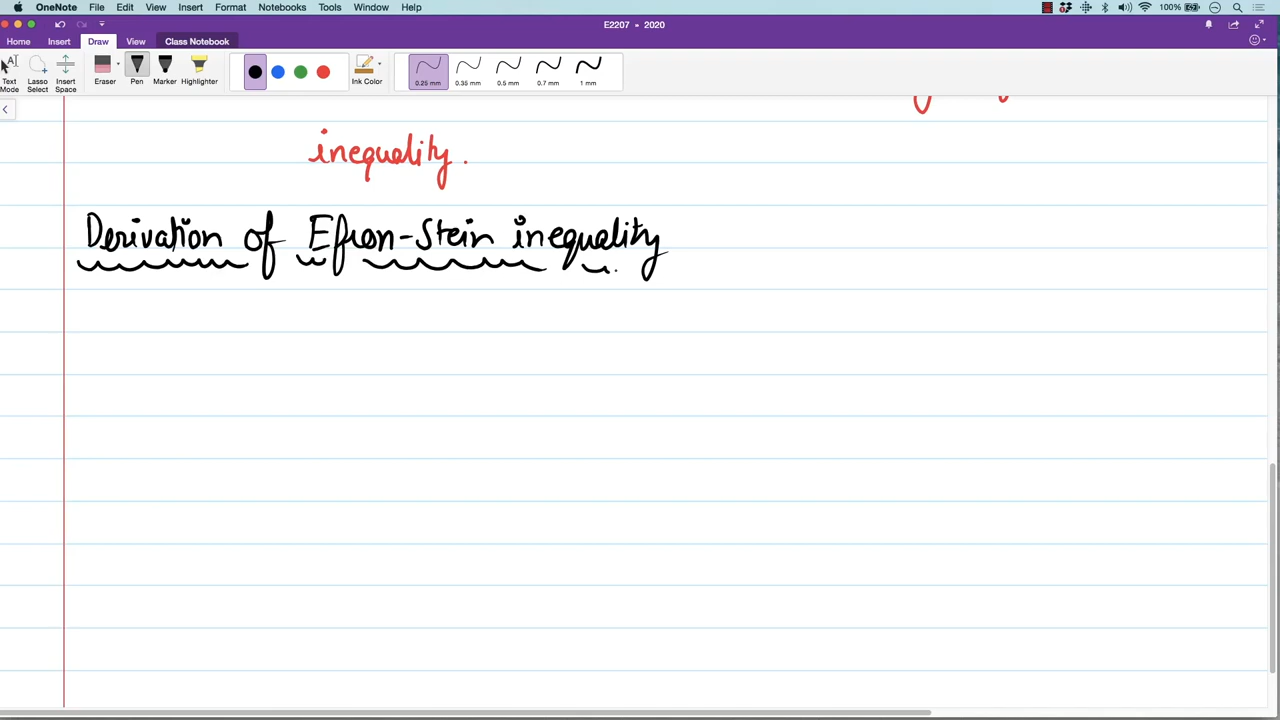 OneNote File Edit View Insert Format Notebooks Tools Window Help 100%
E2207 - 2020
Home Insert Draw View Class Notebook
Text Mode Lasso Select Insert Space Eraser Pen Marker Highlighter Ink Color 0.25 mm 0.35 mm 0.5 mm 0.7 mm 1 mm
inequality.
Derivation of Efron-Stein inequality